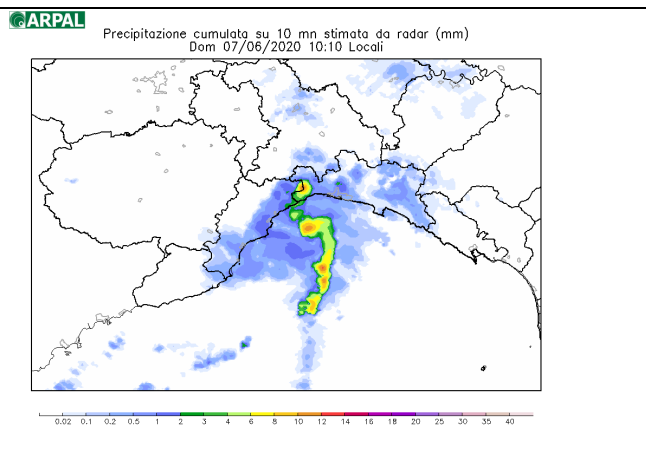 ARPAL
Precipitazione cumulata su 10 mn stimata da radar (mm)
Dom 07/06/2020 10:10 Locali
0.02 0.1 0.2 0.5 1 2 3 4 6 8 10 12 14 16 18 20 25 30 35 40